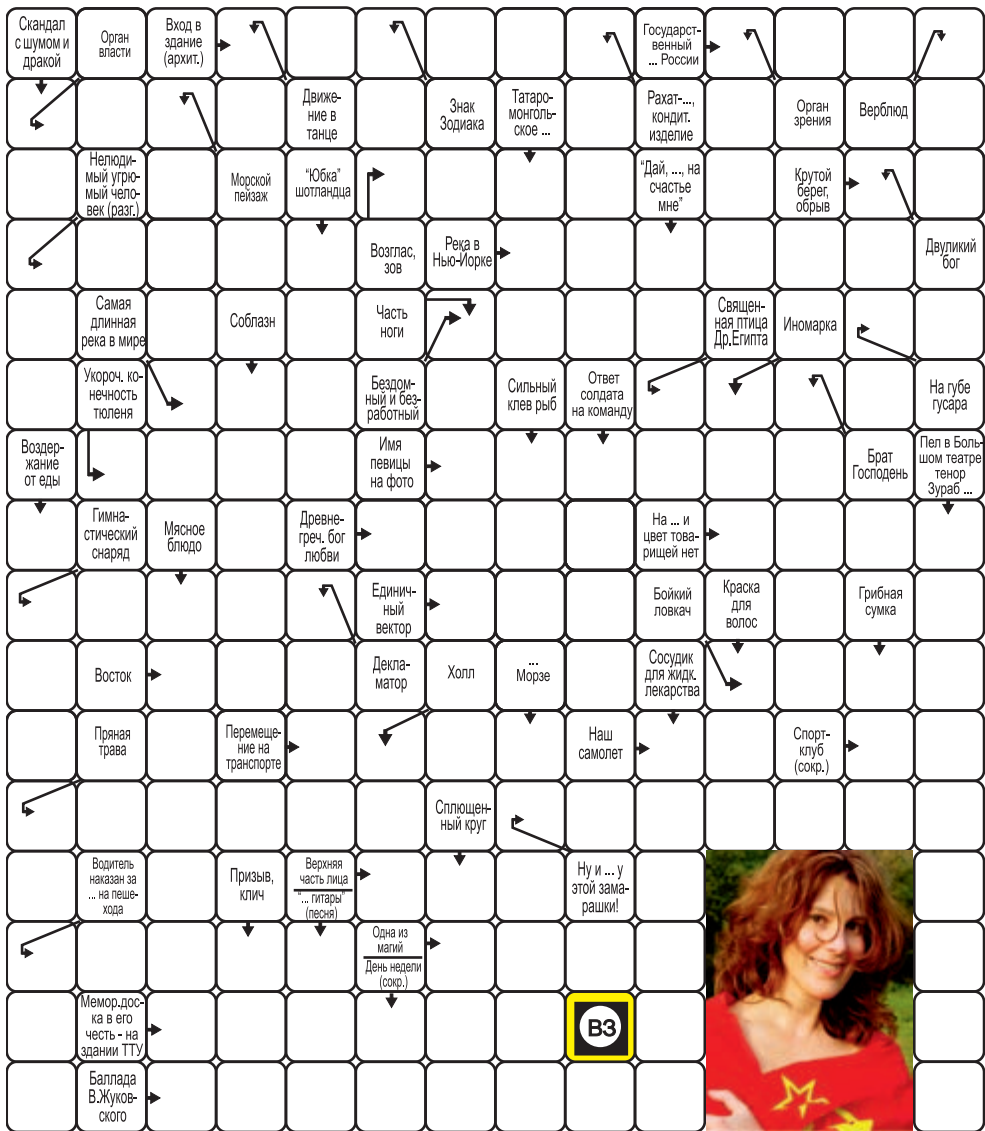 Скандал
с шумом и
дракой
Орган
власти
Вход в
здание
(архит.)
Государст-
венный
... России
Движе-
ние в
танце
Знак
Зодиака
Татаро-
монголь-
ское ...
Рахат-...,
кондит.
изделие
Орган
зрения
Верблюд
Нелюди-
мый угрю-
мый чело-
век (разг.)
Морской
пейзаж
"Юбка"
шотландца
"Дай, ..., на
счастье
мне"
Крутой
берег,
обрыв
Возглас,
зов
Река в
Нью-Йорке
Двуликий
бог
Самая
длинная
река в мире
Соблазн
Часть
ноги
Священ-
ная птица
Др.Египта
Иномарка
Укороч. ко-
нечность
тюленя
Бездом-
ный и без-
работный
Сильный
клев рыб
Ответ
солдата
на команду
На губе
гусара
Воздер-
жание
от еды
Имя
певицы
на фото
Брат
Господень
Пел в Боль-
шом театре
тенор
Зураб ...
Гимна-
стический
снаряд
Мясное
блюдо
Древне-
греч. бог
любви
На ... и
цвет това-
рищей нет
Единич-
ный
вектор
Бойкий
ловкач
Краска
для
волос
Грибная
сумка
Восток
Декла-
матор
Холл
...
Морзе
Сосудик
для жидк.
лекарства
Пряная
трава
Перемеще-
ние на
транспорте
Наш
самолет
Спорт-
клуб
(сокр.)
Сплющен-
ный круг
Водитель
наказан за
... на пеше-
хода
Призыв,
клич
Верхняя
часть лица
"... гитары"
(песня)
Ну и ... у
этой зама-
рашки!
Одна из
магий
День недели
(сокр.)
Мемор.дос-
ка в его
честь - на
здании ТТУ
ВЗ
Баллада
В.Жуков-
ского